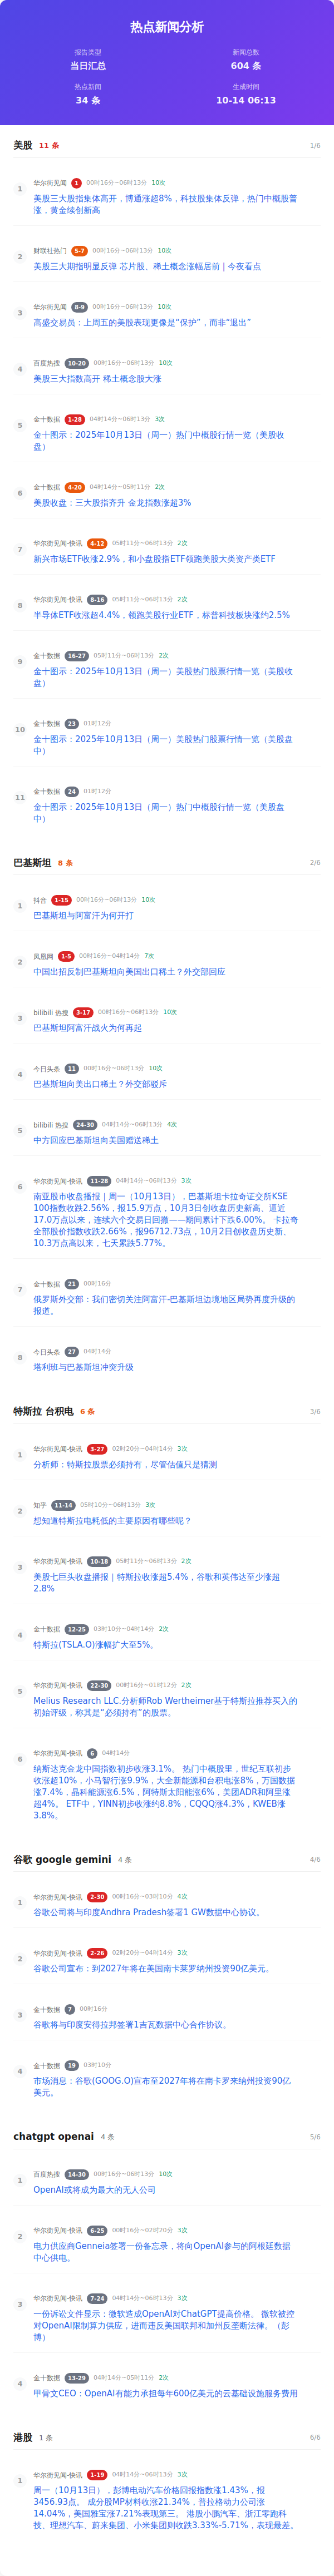 热点新闻分析
报告类型
当日汇总
新闻总数
604 条
热点新闻
34 条
生成时间
10-14 06:13
美股 11 条 1/6
1 华尔街见闻 1 00时16分~06时13分 10次
美股三大股指集体高开，博通涨超8%，科技股集体反弹，热门中概股普
涨，黄金续创新高
2 财联社热门 5-7 00时16分~06时13分 10次
美股三大期指明显反弹 芯片股、稀土概念涨幅居前 | 今夜看点
3 华尔街见闻 8-9 00时16分~06时13分 10次
高盛交易员：上周五的美股表现更像是“保护”，而非“退出”
4 百度热搜 10-20 00时16分~06时13分 10次
美股三大指数高开 稀土概念股大涨
5 金十数据 1-28 04时14分~06时13分 3次
金十图示：2025年10月13日（周一）热门中概股行情一览（美股收
盘）
6 金十数据 4-20 04时14分~05时11分 2次
美股收盘：三大股指齐升 金龙指数涨超3%
7 华尔街见闻-快讯 4-12 05时11分~06时13分 2次
新兴市场ETF收涨2.9%，和小盘股指ETF领跑美股大类资产类ETF
8 华尔街见闻-快讯 8-16 05时11分~06时13分 2次
半导体ETF收涨超4.4%，领跑美股行业ETF，标普科技板块涨约2.5%
9 金十数据 16-27 05时11分~06时13分 2次
金十图示：2025年10月13日（周一）美股热门股票行情一览（美股收
盘）
10 金十数据 23 01时12分
金十图示：2025年10月13日（周一）美股热门股票行情一览（美股盘
中）
11 金十数据 24 01时12分
金十图示：2025年10月13日（周一）热门中概股行情一览（美股盘
中）
巴基斯坦 8 条 2/6
1 抖音 1-15 00时16分~06时13分 10次
巴基斯坦与阿富汗为何开打
2 凤凰网 1-5 00时16分~04时14分 7次
中国出招反制巴基斯坦向美国出口稀土？外交部回应
3 bilibili 热搜 3-17 00时16分~06时13分 10次
巴基斯坦阿富汗战火为何再起
4 今日头条 11 00时16分~06时13分 10次
巴基斯坦向美出口稀土？外交部驳斥
5 bilibili 热搜 24-30 04时14分~06时13分 4次
中方回应巴基斯坦向美国赠送稀土
6 华尔街见闻-快讯 11-28 04时14分~06时13分 3次
南亚股市收盘播报｜周一（10月13日），巴基斯坦卡拉奇证交所KSE
100指数收跌2.56%，报15.9万点，10月3日创收盘历史新高、逼近
17.0万点以来，连续六个交易日回撤——期间累计下跌6.00%。 卡拉奇
全部股价指数收跌2.66%，报96712.73点，10月2日创收盘历史新、
10.3万点高以来，七天累跌5.77%。
7 金十数据 21 00时16分
俄罗斯外交部：我们密切关注阿富汗-巴基斯坦边境地区局势再度升级的
报道。
8 今日头条 27 04时14分
塔利班与巴基斯坦冲突升级
特斯拉 台积电 6 条 3/6
1 华尔街见闻-快讯 3-27 02时20分~04时14分 3次
分析师：特斯拉股票必须持有，尽管估值只是猜测
2 知乎 11-14 05时10分~06时13分 3次
想知道特斯拉电耗低的主要原因有哪些呢?
3 华尔街见闻-快讯 10-18 05时11分~06时13分 2次
美股七巨头收盘播报｜特斯拉收涨超5.4%，谷歌和英伟达至少涨超
2.8%
4 金十数据 12-25 03时10分~04时14分 2次
特斯拉(TSLA.O)涨幅扩大至5%。
5 华尔街见闻-快讯 22-30 00时16分~01时12分 2次
Melius Research LLC.分析师Rob Wertheimer基于特斯拉推荐买入的
初始评级，称其是“必须持有”的股票。
6 华尔街见闻-快讯 6 04时14分
纳斯达克金龙中国指数初步收涨3.1%。 热门中概股里，世纪互联初步
收涨超10%，小马智行涨9.9%，大全新能源和台积电涨8%，万国数据
涨7.4%，晶科能源涨6.5%，阿特斯太阳能涨6%，美团ADR和阿里涨
超4%。 ETF中，YINN初步收涨约8.8%，CQQQ涨4.3%，KWEB涨
3.8%。
谷歌 google gemini 4 条 4/6
1 华尔街见闻-快讯 2-30 00时16分~03时10分 4次
谷歌公司将与印度Andhra Pradesh签署1 GW数据中心协议。
2 华尔街见闻-快讯 2-26 02时20分~04时14分 3次
谷歌公司宣布：到2027年将在美国南卡莱罗纳州投资90亿美元。
3 金十数据 7 00时16分
谷歌将与印度安得拉邦签署1吉瓦数据中心合作协议。
4 金十数据 19 03时10分
市场消息：谷歌(GOOG.O)宣布至2027年将在南卡罗来纳州投资90亿
美元。
chatgpt openai 4 条 5/6
1 百度热搜 14-30 00时16分~06时13分 10次
OpenAI或将成为最大的无人公司
2 华尔街见闻-快讯 6-25 00时16分~02时20分 3次
电力供应商Genneia签署一份备忘录，将向OpenAI参与的阿根廷数据
中心供电。
3 华尔街见闻-快讯 7-24 04时14分~06时13分 3次
一份诉讼文件显示：微软造成OpenAI对ChatGPT提高价格。 微软被控
对OpenAI限制算力供应，进而违反美国联邦和加州反垄断法律。（彭
博）
4 金十数据 13-29 04时14分~05时11分 2次
甲骨文CEO：OpenAI有能力承担每年600亿美元的云基础设施服务费用
港股 1 条 6/6
1 华尔街见闻-快讯 1-19 04时14分~06时13分 3次
周一（10月13日），彭博电动汽车价格回报指数涨1.43%，报
3456.93点。 成分股MP材料收涨21.34%，普拉格动力公司涨
14.04%，美国雅宝涨7.21%表现第三。 港股小鹏汽车、浙江零跑科
技、理想汽车、蔚来集团、小米集团则收跌3.33%-5.71%，表现最差。